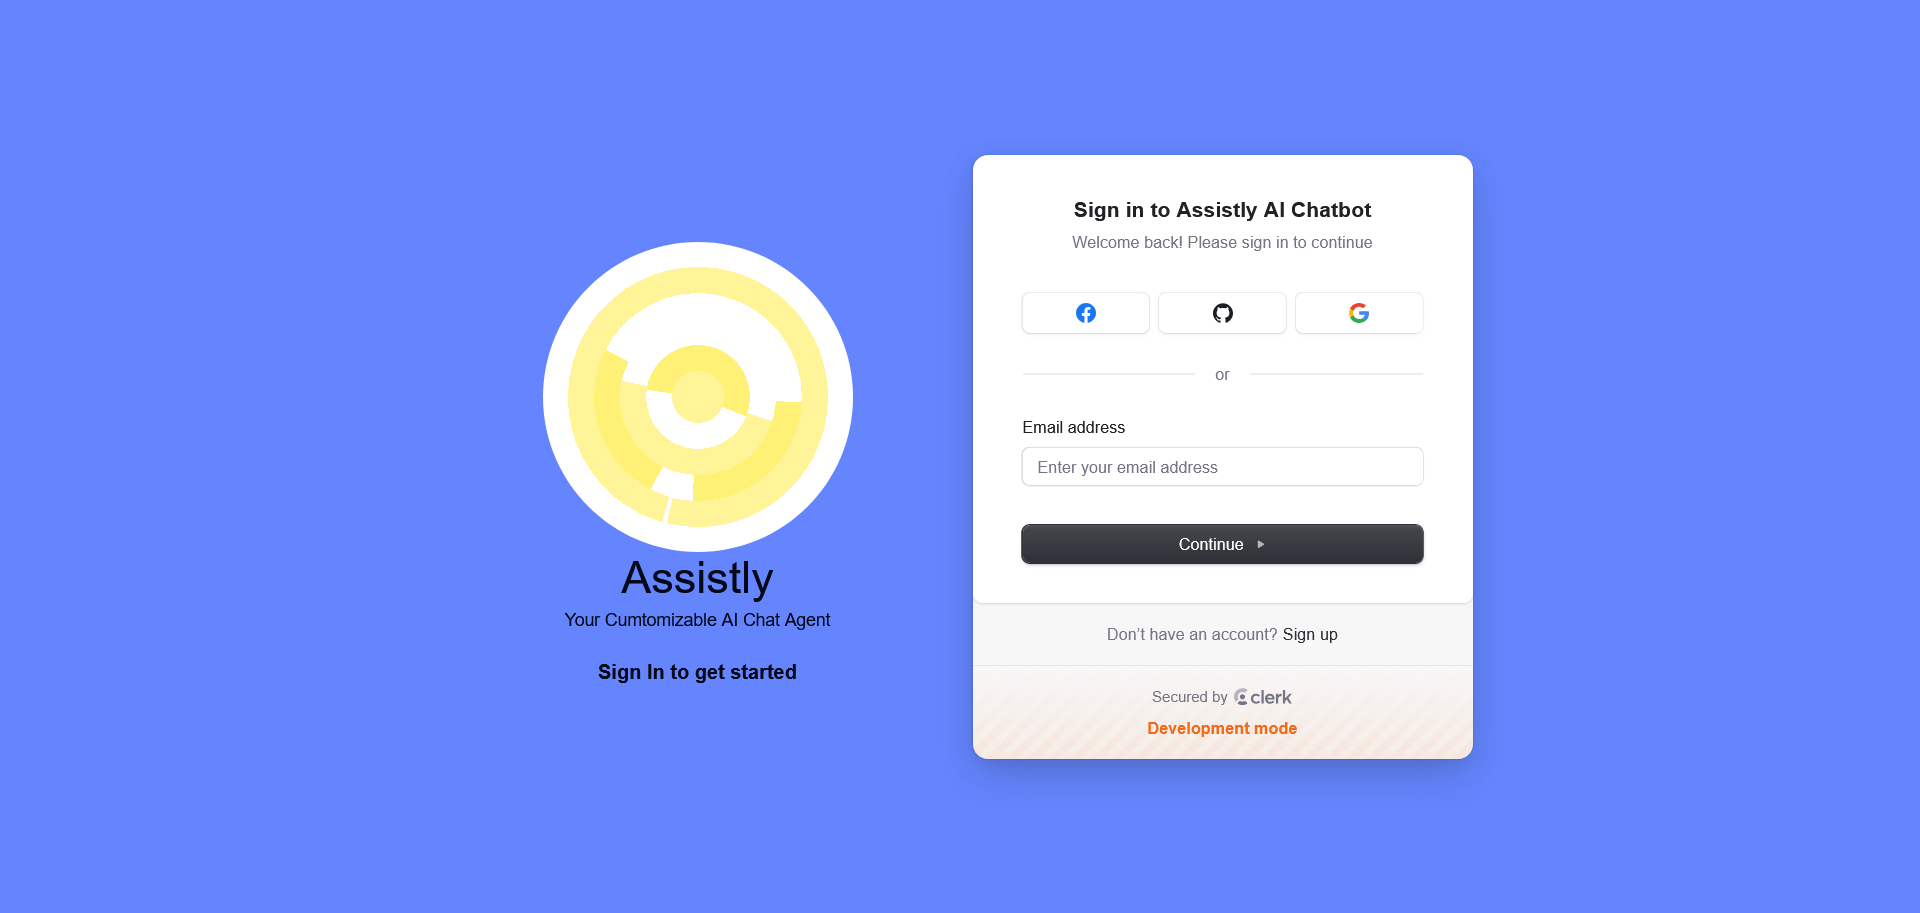 Assistly
Your Cumtomizable AI Chat Agent
Sign In to get started
Sign in to Assistly AI Chatbot
Welcome back! Please sign in to continue
or
Email address
Enter your email address
Continue
Don’t have an account? Sign up
Secured by clerk
Development mode